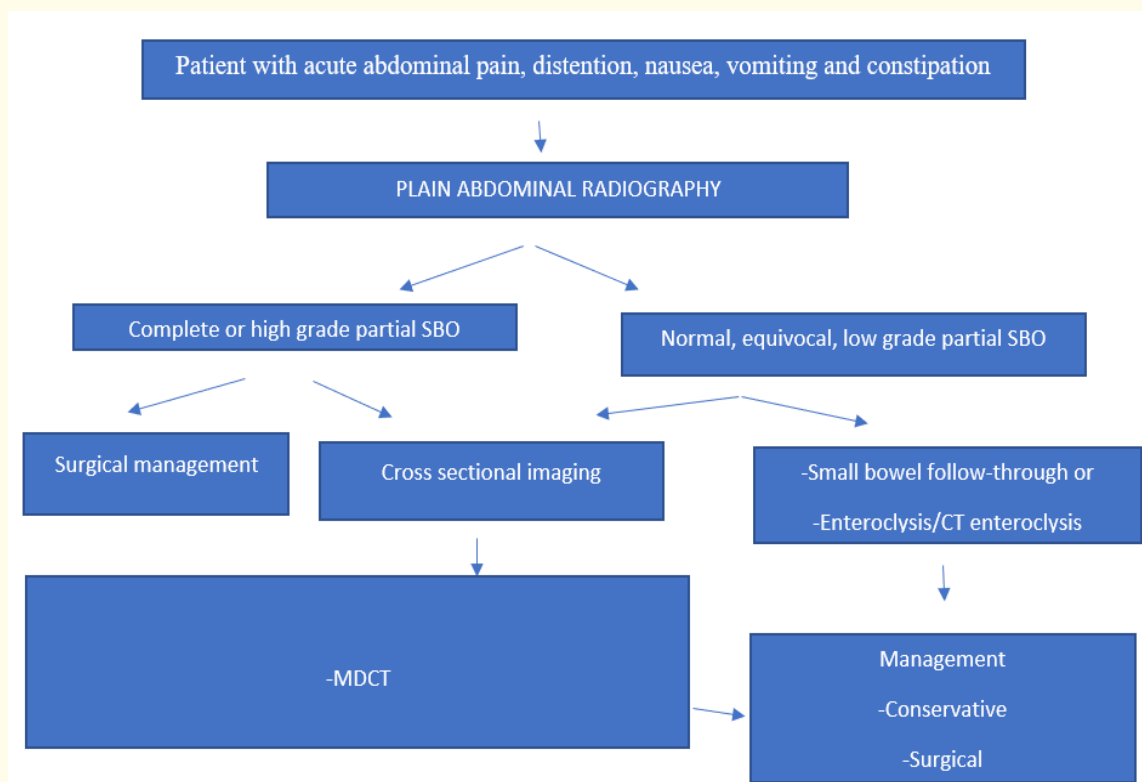 Patient with acute abdominal pain, distention, nausea, vomiting and constipation
PLAIN ABDOMINAL RADIOGRAPHY
Complete or high grade partial SBO
Normal, equivocal, low grade partial SBO
Surgical management
Cross sectional imaging
-Small bowel follow-through or
-Enteroclysis/CT enteroclysis
-MDCT
Management
-Conservative
-Surgical